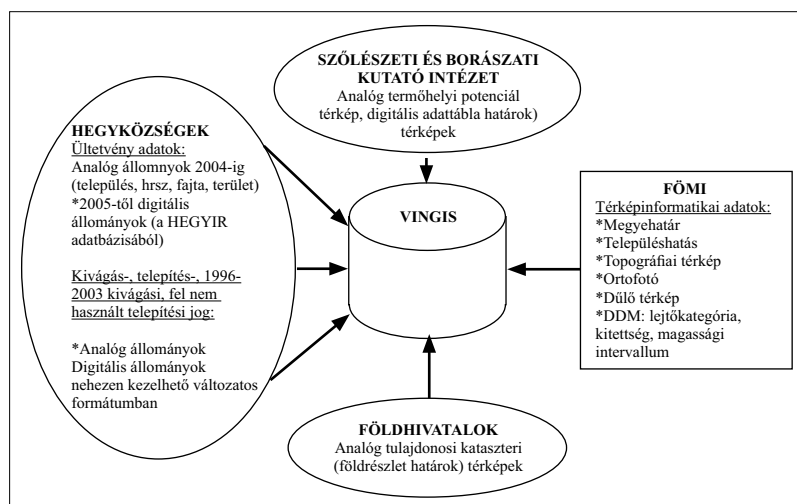 SZŐLÉSZETI ÉS BORÁSZATI
KUTATÓ INTÉZET
Analóg termőhelyi potenciál
térkép, digitális adattábla határok)
térképek
HEGYKÖZSÉGEK
Ültetvény adatok:
Analóg állomnyok 2004-ig
(település, hrsz, fajta, terület)
*2005-től digitális
állományok (a HEGYIR
adatbázisából)
Kivágás-, telepítés-, 1996-
2003 kivágási, fel nem
használt telepítési jog:
*Analóg állományok
Digitális állományok
nehezen kezelhető változatos
formátumban
VINGIS
FÖMI
Térképinformatikai adatok:
*Megyehatár
*Településhatás
*Topográfiai térkép
*Ortofotó
*Dűlő térkép
*DDM: lejtőkategória,
kitettség, magassági
intervallum
FÖLDHIVATALOK
Analóg tulajdonosi kataszteri
(földrészlet határok) térképek